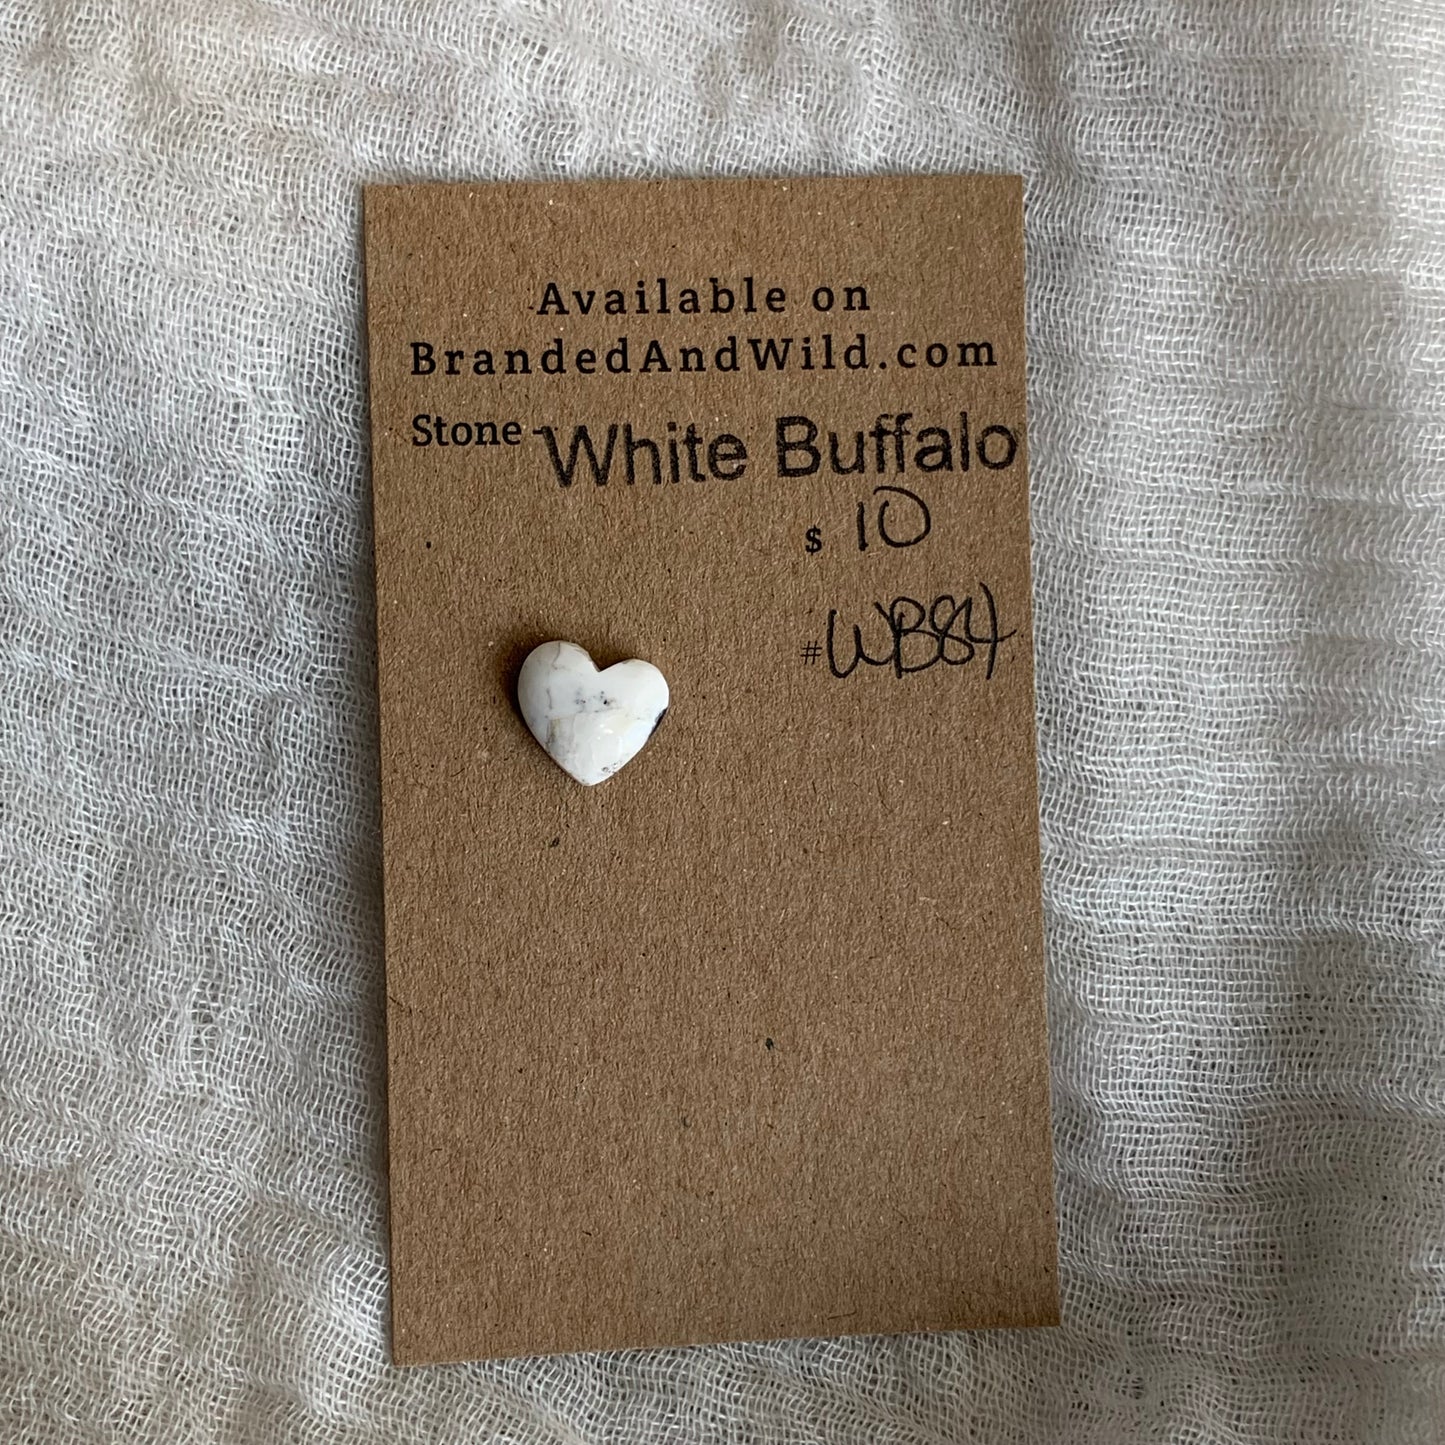 Available on
BrandedAndWild.com
Stone - White Buffalo
$ 10
#WB84